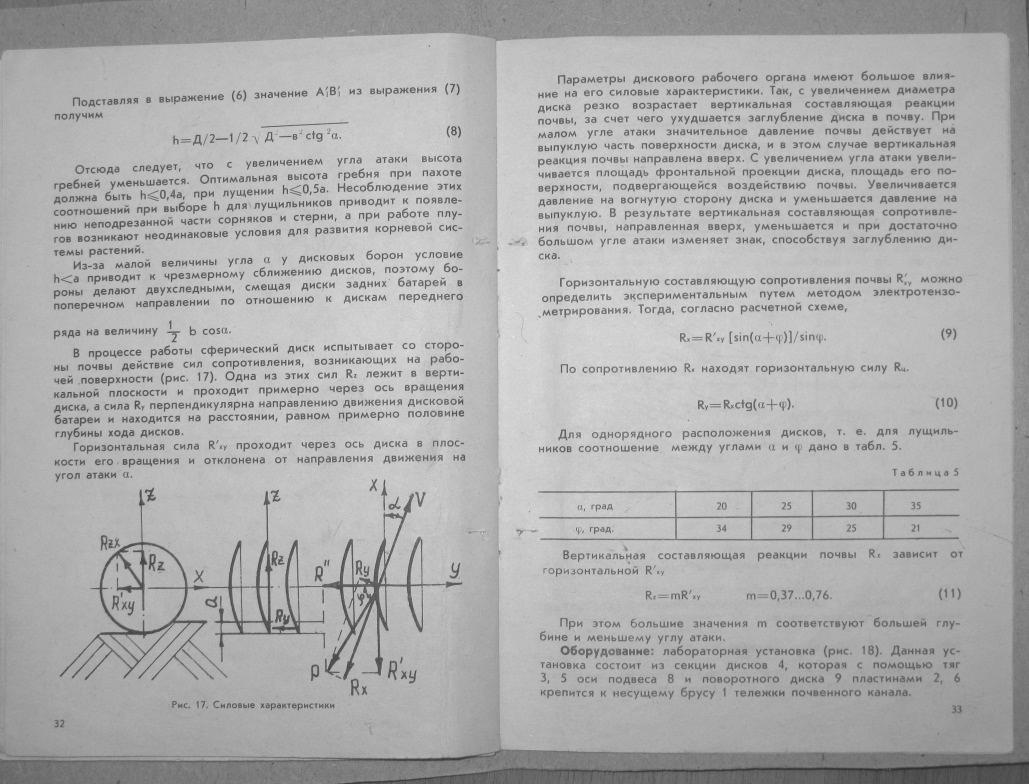 Подставляя в выражение (6) значение A′₁B′₁ из выражения (7)
получим
h=Д/2—1/2 √ Д²—в² ctg ²α. (8)
Отсюда следует, что с увеличением угла атаки высота
гребней уменьшается. Оптимальная высота гребня при пахоте
должна быть h⩽0,4а, при лущении h⩽0,5а. Несоблюдение этих
соотношений при выборе h для лущильников приводит к появле-
нию неподрезанной части сорняков и стерни, а при работе плу-
гов возникают неодинаковые условия для развития корневой сис-
темы растений.
Из-за малой величины угла α у дисковых борон условие
h<а приводит к чрезмерному сближению дисков, поэтому бо-
роны делают двухследными, смещая диски задних батарей в
поперечном направлении по отношению к дискам переднего
ряда на величину 1/2 b cosα.
В процессе работы сферический диск испытывает со сторо-
ны почвы действие сил сопротивления, возникающих на рабо-
чей поверхности (рис. 17). Одна из этих сил Rz лежит в верти-
кальной плоскости и проходит примерно через ось вращения
диска, а сила Rу перпендикулярна направлению движения дисковой
батареи и находится на расстоянии, равном примерно половине
глубины хода дисков.
Горизонтальная сила R′xy проходит через ось диска в плос-
кости его вращения и отклонена от направления движения на
угол атаки α.
Z
Rzx
Rz
X
R′xy
a
Z
Rz
Ry
X
α
V
R″
Ry
φ
y
P
Rx
R′xy
Рис. 17. Силовые характеристики
32
Параметры дискового рабочего органа имеют большое влия-
ние на его силовые характеристики. Так, с увеличением диаметра
диска резко возрастает вертикальная составляющая реакции
почвы, за счет чего ухудшается заглубление диска в почву. При
малом угле атаки значительное давление почвы действует на
выпуклую часть поверхности диска, и в этом случае вертикальная
реакция почвы направлена вверх. С увеличением угла атаки увели-
чивается площадь фронтальной проекции диска, площадь его по-
верхности, подвергающейся воздействию почвы. Увеличивается
давление на вогнутую сторону диска и уменьшается давление на
выпуклую. В результате вертикальная составляющая сопротивле-
ния почвы, направленная вверх, уменьшается и при достаточно
большом угле атаки изменяет знак, способствуя заглублению ди-
ска.
Горизонтальную составляющую сопротивления почвы R′xy можно
определить экспериментальным путем методом электротензо-
метрирования. Тогда, согласно расчетной схеме,
Rx=R′xy [sin(α+φ)]/sinφ. (9)
По сопротивлению Rx находят горизонтальную силу Rц.
Ry=Rxctg(α+φ). (10)
Для однорядного расположения дисков, т. е. для лущиль-
ников соотношение между углами α и φ дано в табл. 5.
Таблица 5
α, град 20 25 30 35
φ, град. 34 29 25 21
Вертикальная составляющая реакции почвы Rz зависит от
горизонтальной R′xy
Rz=mR′xy m=0,37...0,76. (11)
При этом большие значения m соответствуют большей глу-
бине и меньшему углу атаки.
Оборудование: лабораторная установка (рис. 18). Данная ус-
тановка состоит из секции дисков 4, которая с помощью тяг
3, 5 оси подвеса 8 и поворотного диска 9 пластинами 2, 6
крепится к несущему брусу 1 тележки почвенного канала.
33